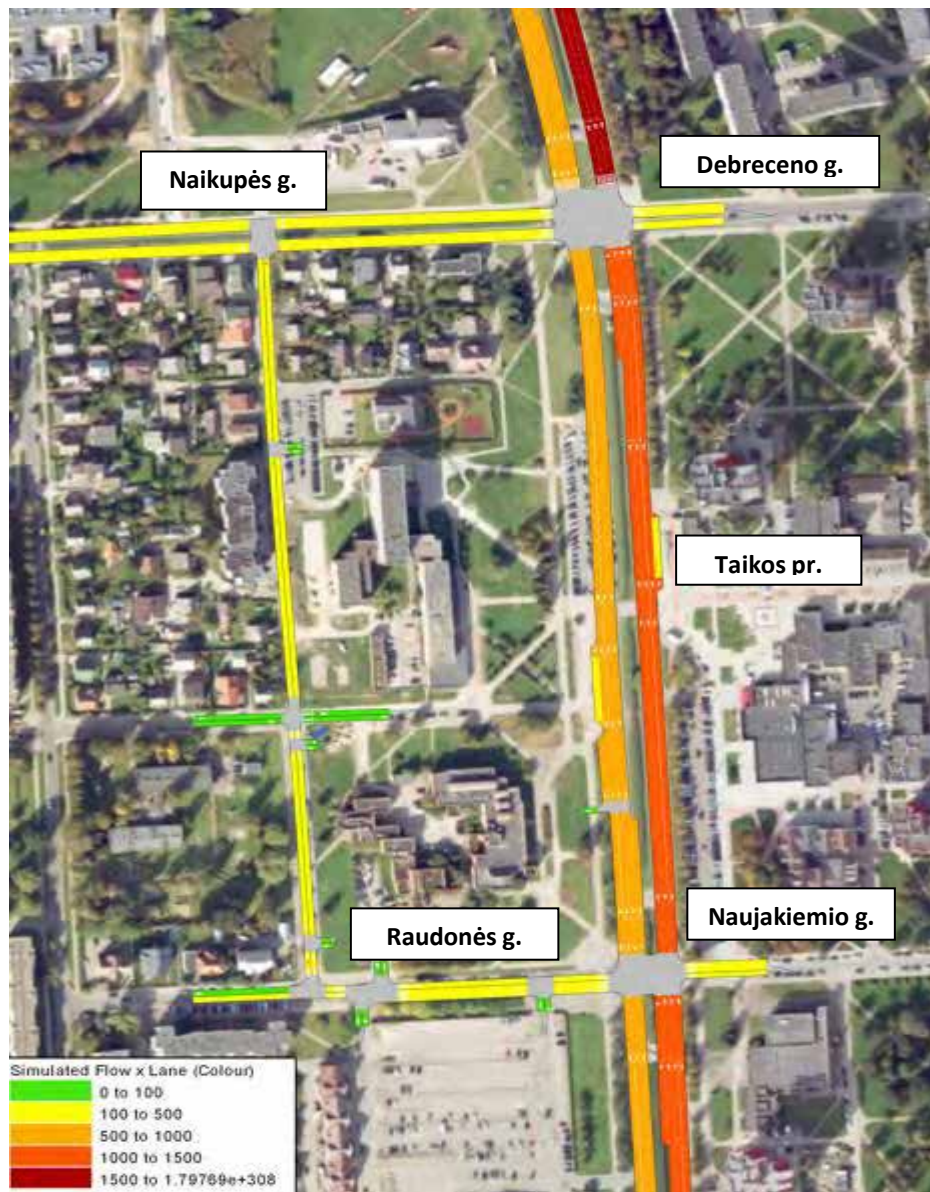 Naikupės g.
Debreceno g.
Taikos pr.
Naujakiemio g.
Raudonės g.
Simulated Flow x Lane (Colour)
0 to 100
100 to 500
500 to 1000
1000 to 1500
1500 to 1.79769e+308